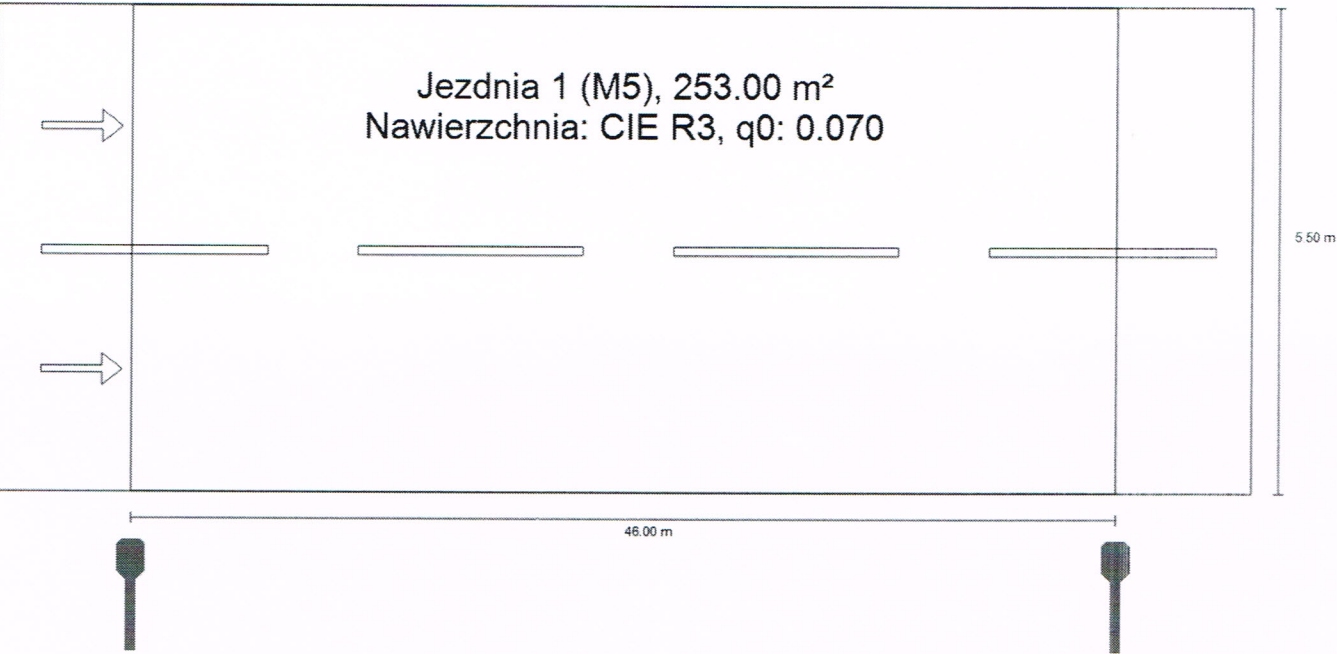 Jezdnia 1 (M5), 253.00 m²
Nawierzchnia: CIE R3, q0: 0.070
5.50 m
46.00 m